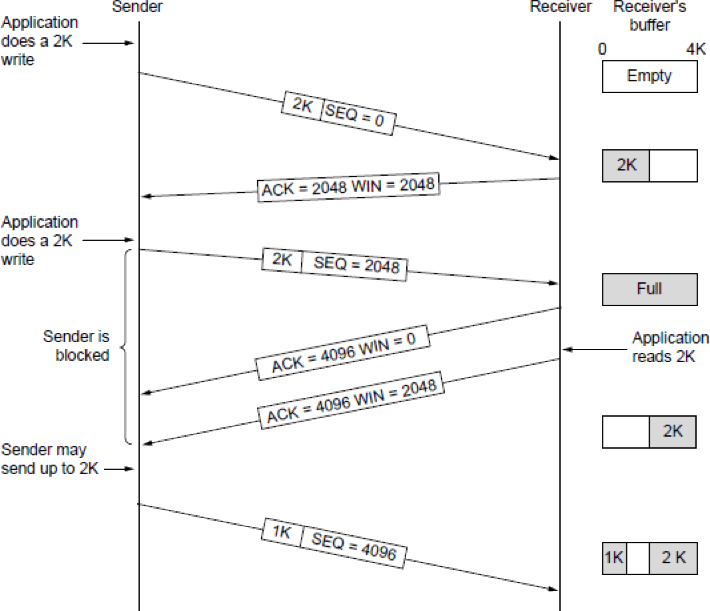 Sender
Receiver
Receiver's
buffer
Application
does a 2K
write
0 4K
Empty
2K SEQ = 0
2K
ACK = 2048 WIN = 2048
Application
does a 2K
write
2K SEQ = 2048
Full
Sender is
blocked
ACK = 4096 WIN = 0
Application
reads 2K
ACK = 4096 WIN = 2048
2K
Sender may
send up to 2K
1K SEQ = 4096
1K 2 K